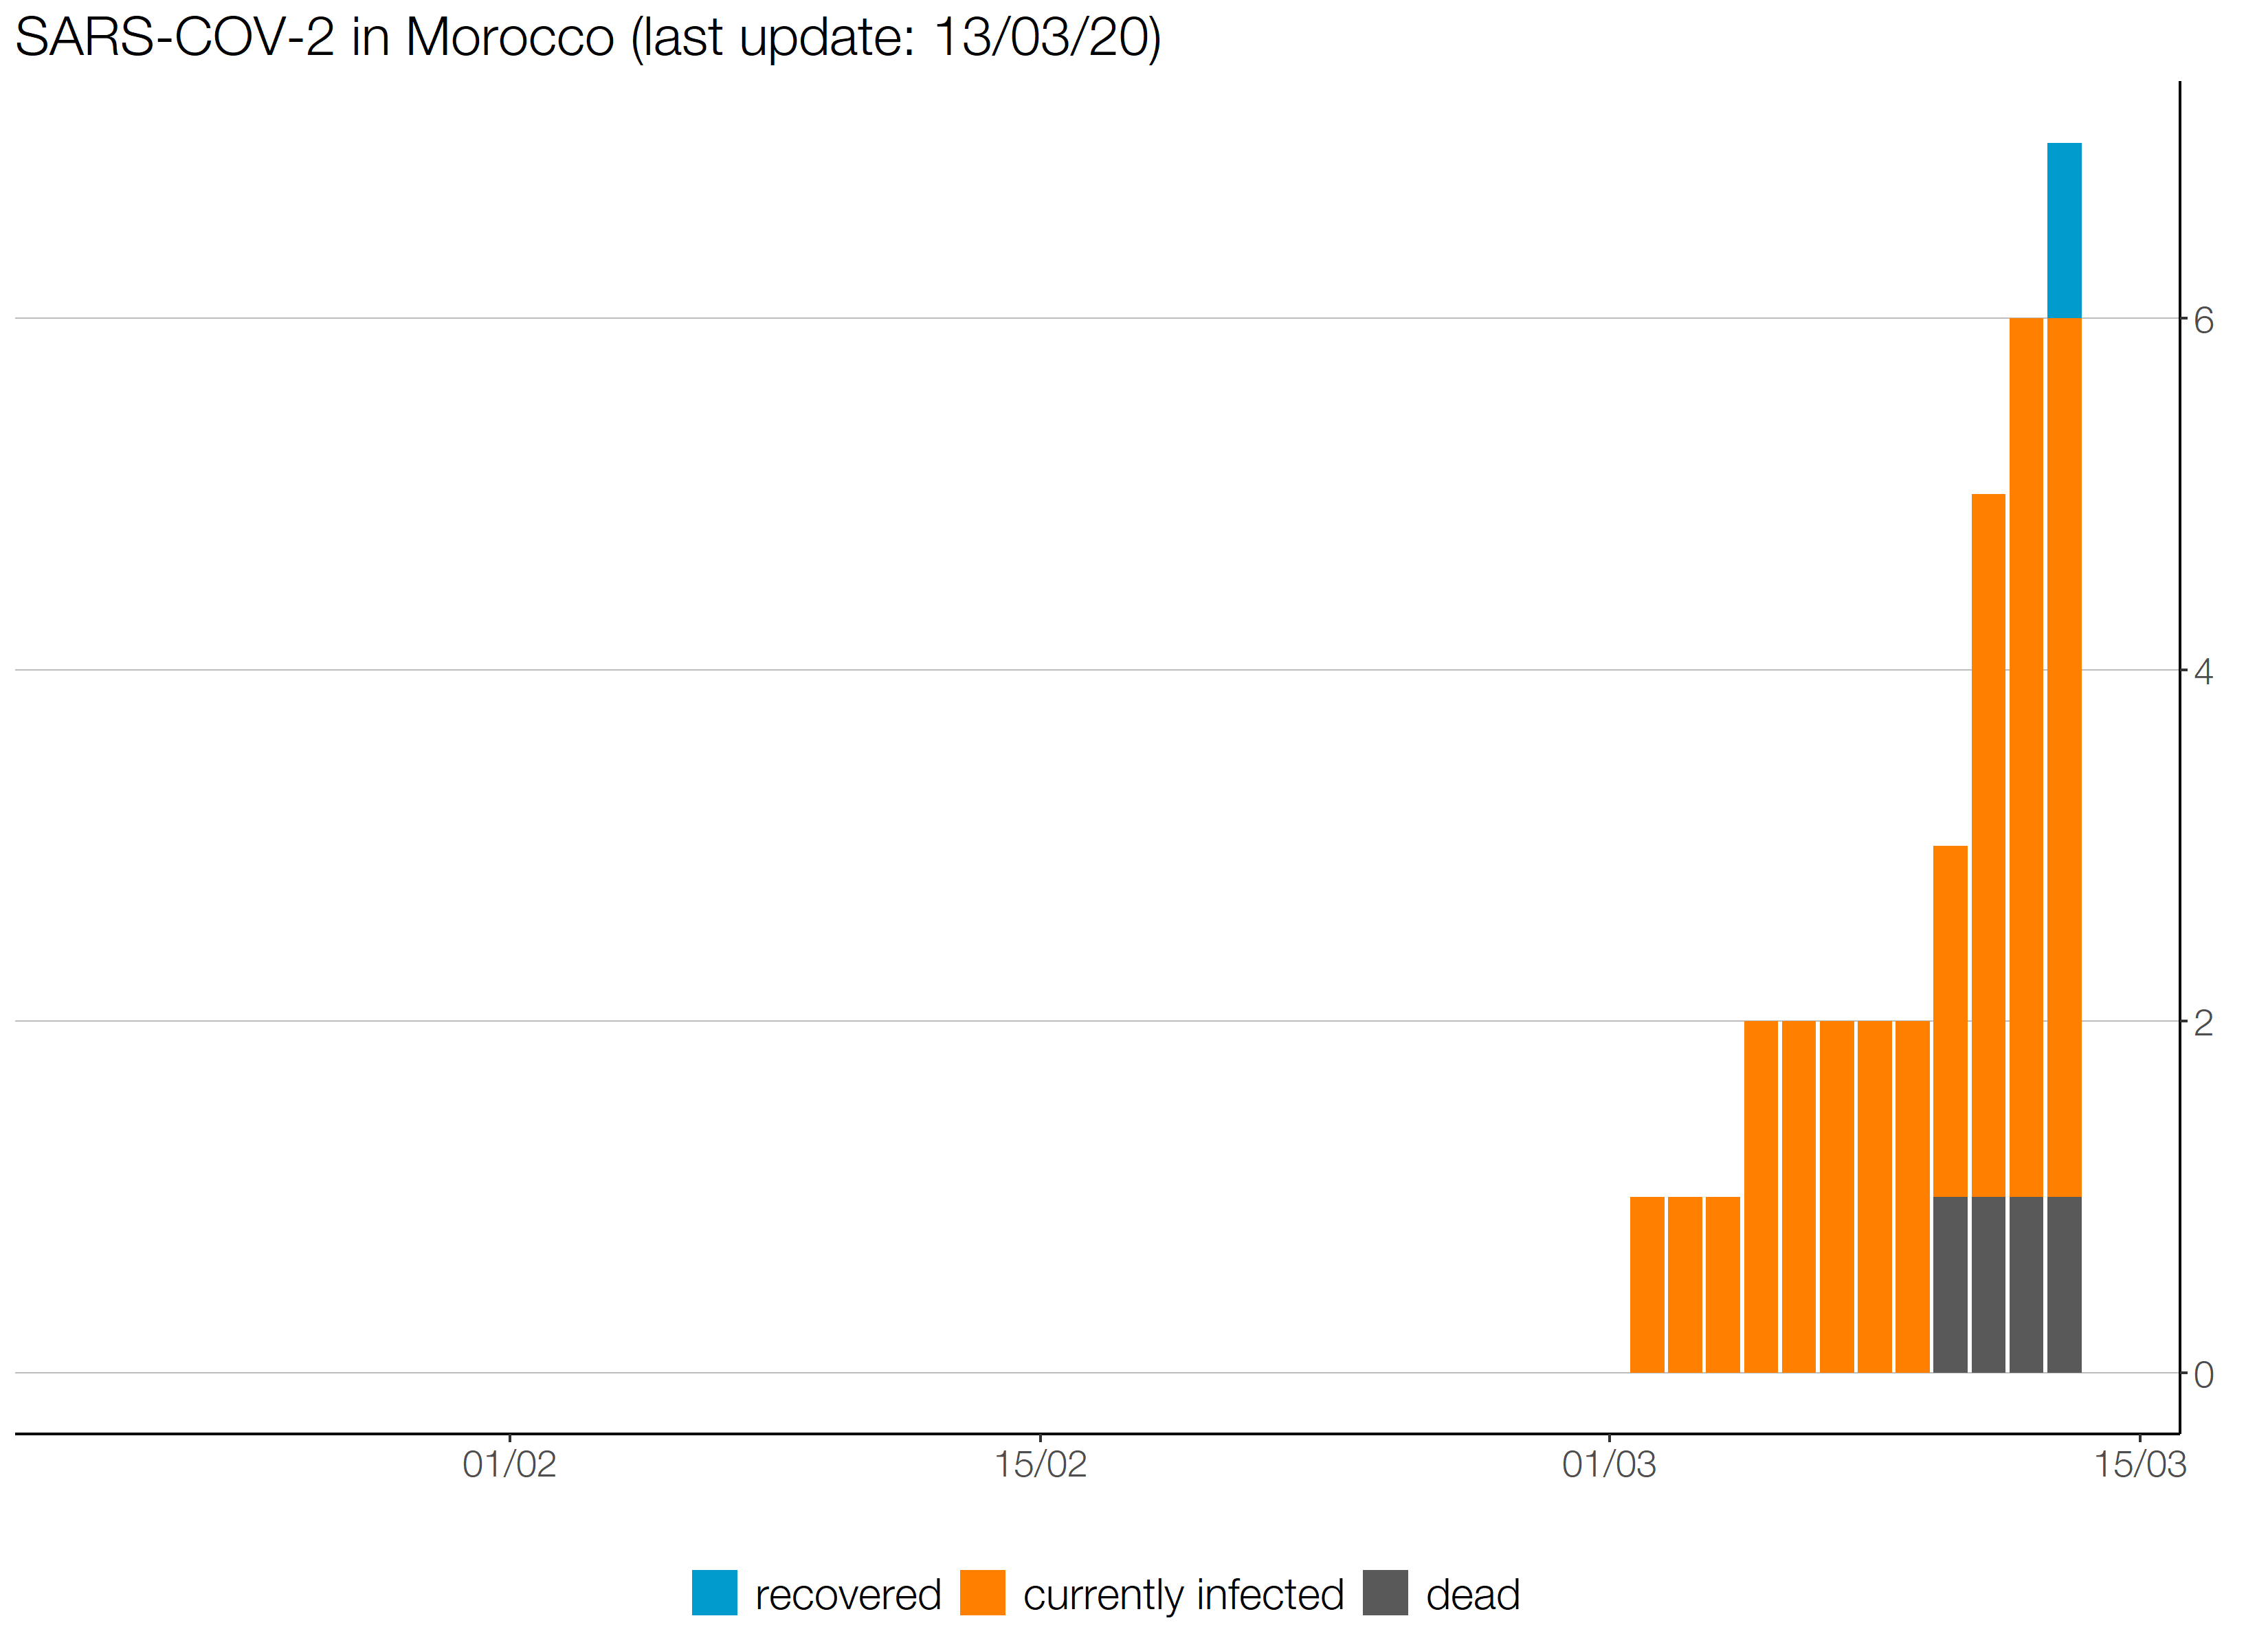 SARS-COV-2 in Morocco (last update: 13/03/20)
6
4
2
0
01/02 15/02 01/03 15/03
recovered currently infected dead